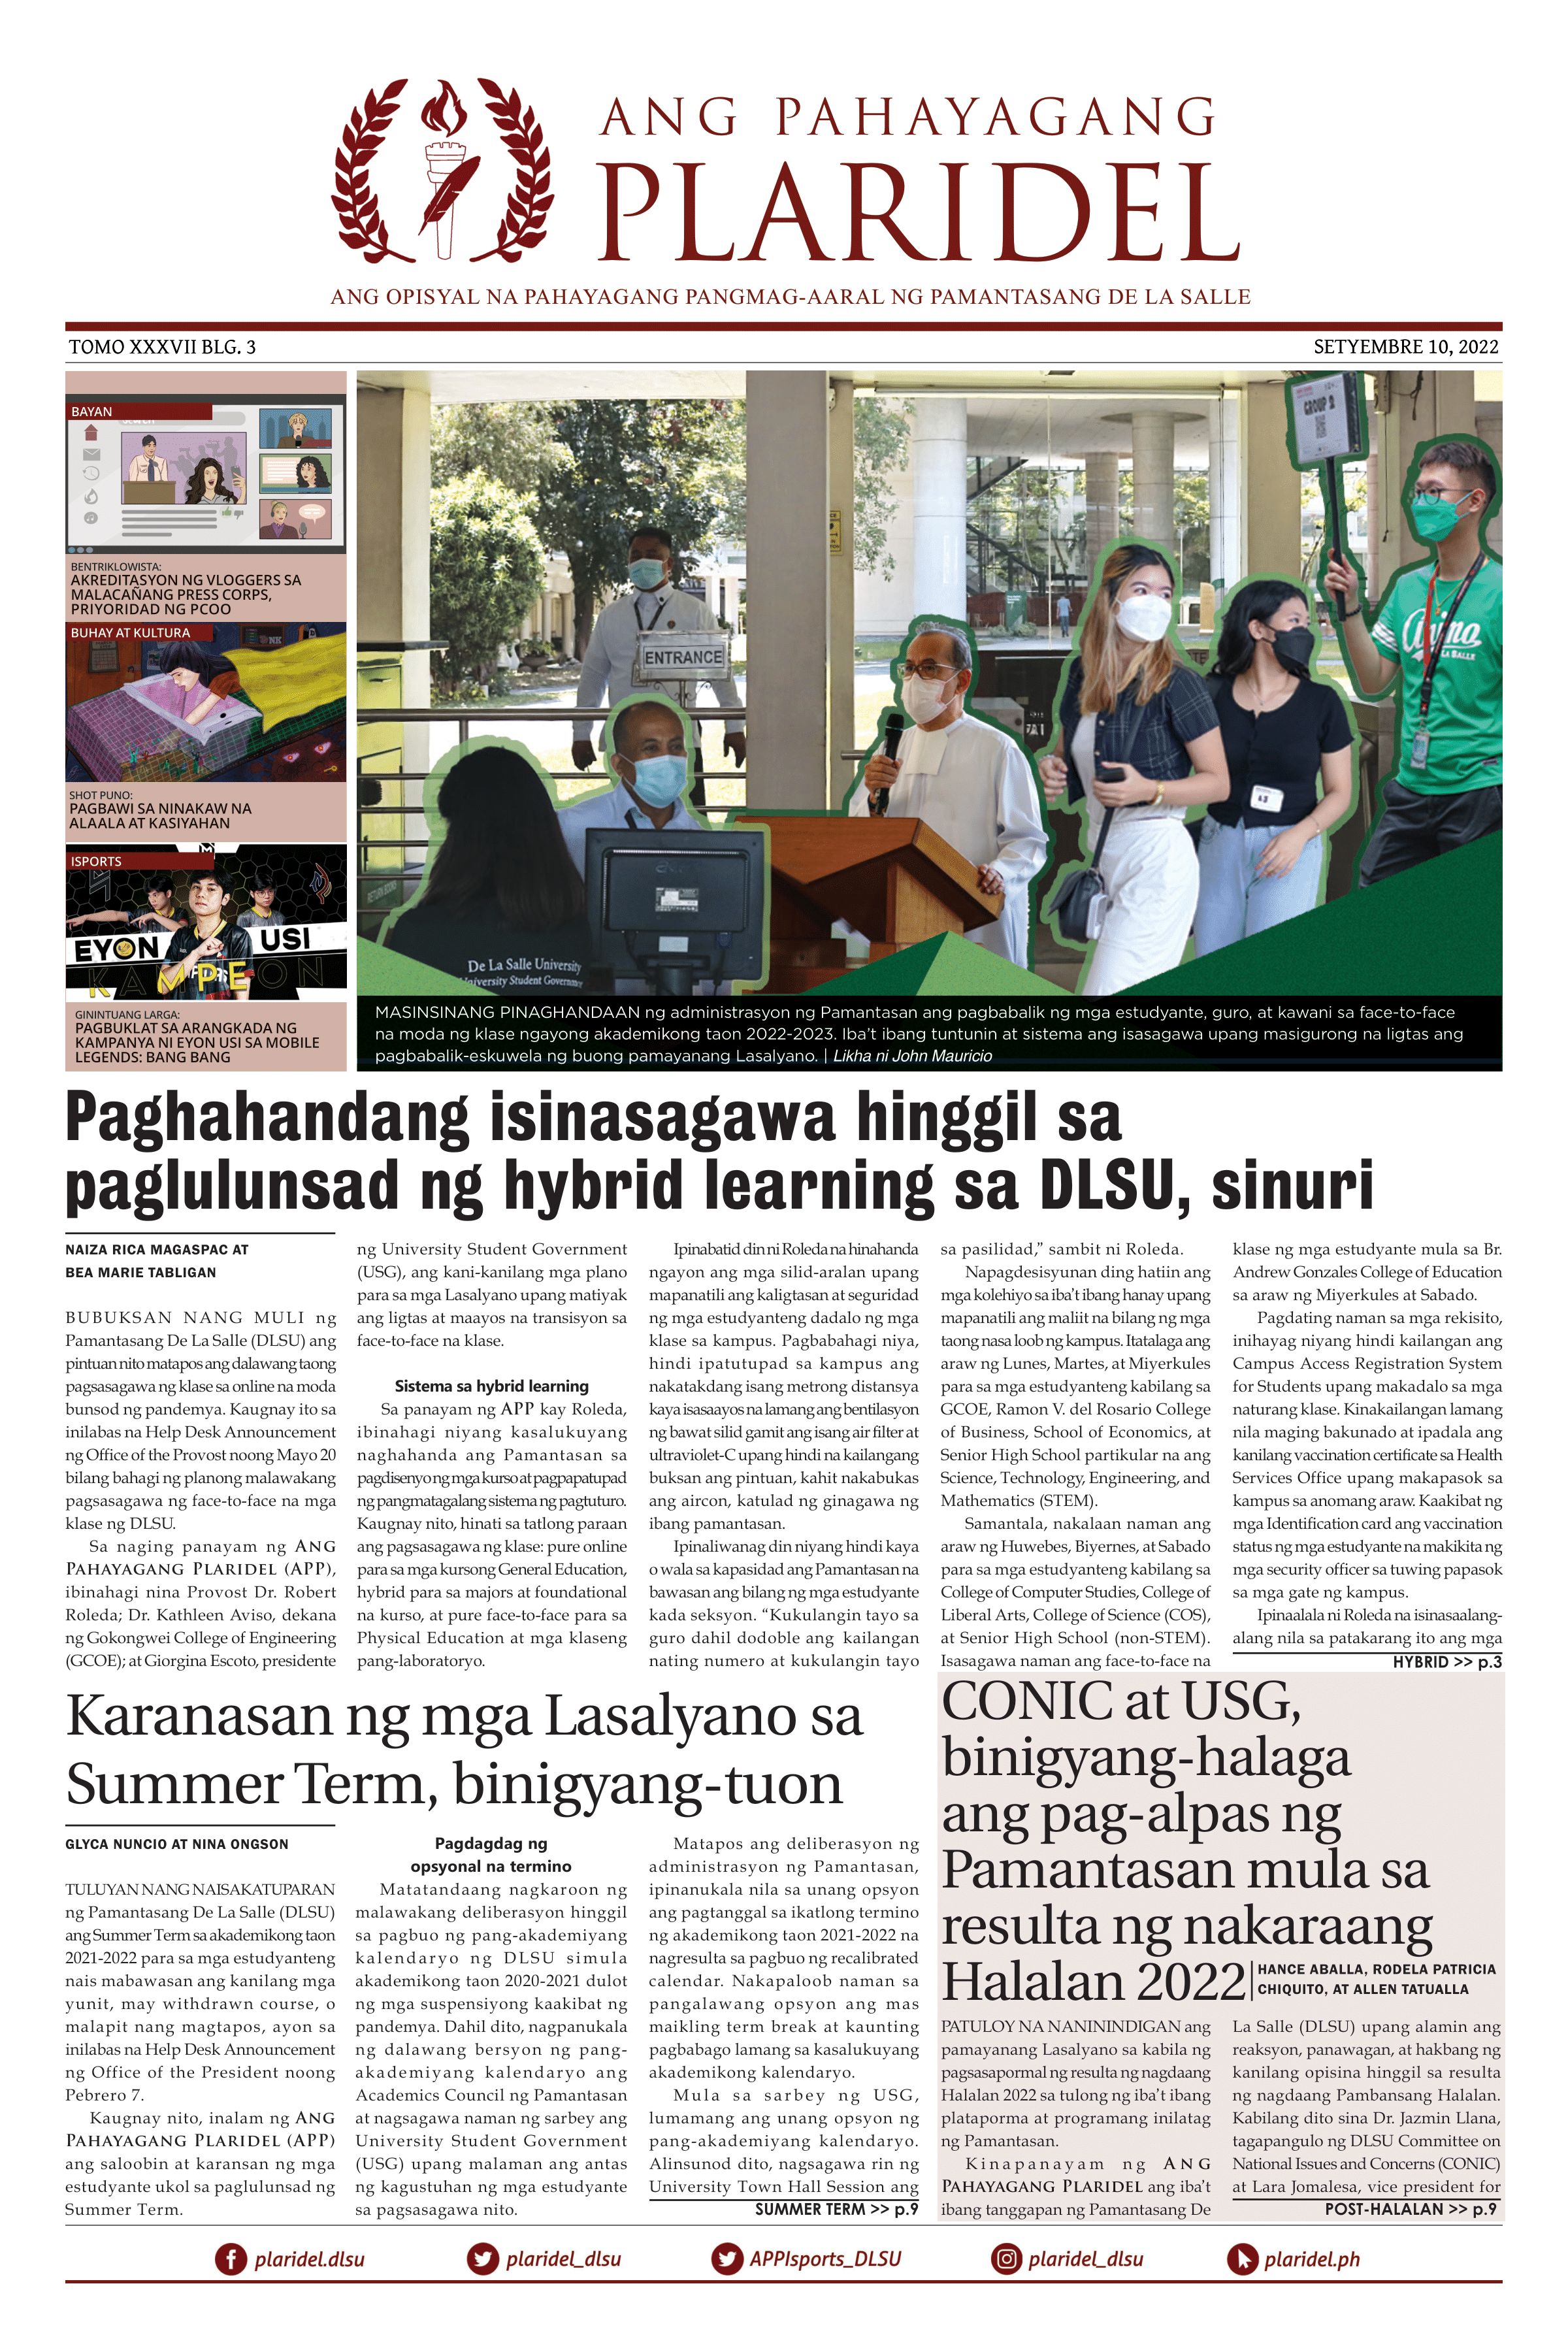 ANG PAHAYAGANG
PLARIDEL
ANG OPISYAL NA PAHAYAGANG PANGMAG-AARAL NG PAMANTASANG DE LA SALLE
TOMO XXXVII BLG. 3
SETYEMBRE 10, 2022
BAYAN
BENTRIKLOWISTA:
AKREDITASYON NG VLOGGERS SA
MALACAÑANG PRESS CORPS,
PRIYORIDAD NG PCOO
BUHAY AT KULTURA
SHOT PUNO:
PAGBAWI SA NINAKAW NA
ALAALA AT KASIYAHAN
ISPORTS
EYON USI
KAMPEON
GININTUANG LARGA:
PAGBUKLAT SA ARANGKADA NG
KAMPANYA NI EYON USI SA MOBILE
LEGENDS: BANG BANG
GROUP 2
ENTRANCE
Animo
LA SALLE
De La Salle University
University Student Government
MASINSINANG PINAGHANDAAN ng administrasyon ng Pamantasan ang pagbabalik ng mga estudyante, guro, at kawani sa face-to-face
na moda ng klase ngayong akademikong taon 2022-2023. Iba't ibang tuntunin at sistema ang isasagawa upang masigurong na ligtas ang
pagbabalik-eskuwela ng buong pamayanang Lasalyano. | Likha ni John Mauricio
Paghahandang isinasagawa hinggil sa
paglulunsad ng hybrid learning sa DLSU, sinuri
NAIZA RICA MAGASPAC AT
BEA MARIE TABLIGAN
BUBUKSAN NANG MULI ng
Pamantasang De La Salle (DLSU) ang
pintuan nito matapos ang dalawang taong
pagsasagawa ng klase sa online na moda
bunsod ng pandemya. Kaugnay ito sa
inilabas na Help Desk Announcement
ng Office of the Provost noong Mayo 20
bilang bahagi ng planong malawakang
pagsasagawa ng face-to-face na mga
klase ng DLSU.
Sa naging panayam ng ANG
PAHAYAGANG PLARIDEL (APP),
ibinahagi nina Provost Dr. Robert
Roleda; Dr. Kathleen Aviso, dekana
ng Gokongwei College of Engineering
(GCOE); at Giorgina Escoto, presidente
ng University Student Government
(USG), ang kani-kanilang mga plano
para sa mga Lasalyano upang matiyak
ang ligtas at maayos na transisyon sa
face-to-face na klase.
Sistema sa hybrid learning
Sa panayam ng APP kay Roleda,
ibinahagi niyang kasalukuyang
naghahanda ang Pamantasan sa
pagdisenyo ng mga kurso at pagpapatupad
ng pangmatagalang sistema ng pagtuturo.
Kaugnay nito, hinati sa tatlong paraan
ang pagsasagawa ng klase: pure online
para sa mga kursong General Education,
hybrid para sa majors at foundational
na kurso, at pure face-to-face para sa
Physical Education at mga klaseng
pang-laboratoryo.
Ipinabatid din ni Roleda na hinahanda
ngayon ang mga silid-aralan upang
mapanatili ang kaligtasan at seguridad
ng mga estudyanteng dadalo ng mga
klase sa kampus. Pagbabahagi niya,
hindi ipatutupad sa kampus ang
nakatakdang isang metrong distansya
kaya isasaayos na lamang ang bentilasyon
ng bawat silid gamit ang isang air filter at
ultraviolet-C upang hindi na kailangang
buksan ang pintuan, kahit nakabukas
ang aircon, katulad ng ginagawa ng
ibang pamantasan.
Ipinaliwanag din niyang hindi kaya
o wala sa kapasidad ang Pamantasan na
bawasan ang bilang ng mga estudyante
kada seksyon. “Kukulangin tayo sa
guro dahil dodoble ang kailangan
nating numero at kukulangin tayo
sa pasilidad,” sambit ni Roleda.
Napagdesisyunan ding hatiin ang
mga kolehiyo sa iba't ibang hanay upang
mapanatili ang maliit na bilang ng mga
taong nasa loob ng kampus. Itatalaga ang
araw ng Lunes, Martes, at Miyerkules
para sa mga estudyanteng kabilang sa
GCOE, Ramon V. del Rosario College
of Business, School of Economics, at
Senior High School partikular na ang
Science, Technology, Engineering, and
Mathematics (STEM).
Samantala, nakalaan naman ang
araw ng Huwebes, Biyernes, at Sabado
para sa mga estudyanteng kabilang sa
College of Computer Studies, College of
Liberal Arts, College of Science (COS),
at Senior High School (non-STEM).
Isasagawa naman ang face-to-face na
klase ng mga estudyante mula sa Br.
Andrew Gonzales College of Education
sa araw ng Miyerkules at Sabado.
Pagdating naman sa mga rekisito,
inihayag niyang hindi kailangan ang
Campus Access Registration System
for Students upang makadalo sa mga
naturang klase. Kinakailangan lamang
nila maging bakunado at ipadala ang
kanilang vaccination certificate sa Health
Services Office upang makapasok sa
kampus sa anomang araw. Kaakibat ng
mga Identification card ang vaccination
status ng mga estudyante na makikita ng
mga security officer sa tuwing papasok
sa mga gate ng kampus.
Ipinaalala ni Roleda na isinasaalang-
alang nila sa patakarang ito ang mga
HYBRID >> p.3
Karanasan ng mga Lasalyano sa
Summer Term, binigyang-tuon
GLYCA NUNCIO AT NINA ONGSON
TULUYAN NANG NAISAKATUPARAN
ng Pamantasang De La Salle (DLSU)
ang Summer Term sa akademikong taon
2021-2022 para sa mga estudyanteng
nais mabawasan ang kanilang mga
yunit, may withdrawn course, o
malapit nang magtapos, ayon sa
inilabas na Help Desk Announcement
ng Office of the President noong
Pebrero 7.
Kaugnay nito, inalam ng ANG
PAHAYAGANG PLARIDEL (APP)
ang saloobin at karansan ng mga
estudyante ukol sa paglulunsad ng
Summer Term.
Pagdagdag ng
opsyonal na termino
Matatandaang nagkaroon ng
malawakang deliberasyon hinggil
sa pagbuo ng pang-akademiyang
kalendaryo ng DLSU simula
akademikong taon 2020-2021 dulot
ng mga suspensiyong kaakibat ng
pandemya. Dahil dito, nagpanukala
ng dalawang bersyon ng pang-
akademiyang kalendaryo ang
Academics Council ng Pamantasan
at nagsagawa naman ng sarbey ang
University Student Government
(USG) upang malaman ang antas
ng kagustuhan ng mga estudyante
sa pagsasagawa nito.
Matapos ang deliberasyon ng
administrasyon ng Pamantasan,
ipinanukala nila sa unang opsyon
ang pagtanggal sa ikatlong termino
ng akademikong taon 2021-2022 na
nagresulta sa pagbuo ng recalibrated
calendar. Nakapaloob naman sa
pangalawang opsyon ang mas
maikling term break at kaunting
pagbabago lamang sa kasalukuyang
akademikong kalendaryo.
Mula sa sarbey ng USG,
lumamang ang unang opsyon ng
pang-akademiyang kalendaryo.
Alinsunod dito, nagsagawa rin ng
University Town Hall Session ang
SUMMER TERM >> p.9
CONIC at USG,
binigyang-halaga
ang pag-alpas ng
Pamantasan mula sa
resulta ng nakaraang
Halalan 2022
HANCE ABALLA, RODELA PATRICIA
CHIQUITO, AT ALLEN TATUALLA
PATULOY NA NANININDIGAN ang
pamayanang Lasalyano sa kabila ng
pagsasapormal ng resulta ng nagdaang
Halalan 2022 sa tulong ng iba't ibang
plataporma at programang inilatag
ng Pamantasan.
Kinapanayam ng ANG
PAHAYAGANG PLARIDEL ang iba't
ibang tanggapan ng Pamantasang De
La Salle (DLSU) upang alamin ang
reaksyon, panawagan, at hakbang ng
kanilang opisina hinggil sa resulta
ng nagdaang Pambansang Halalan.
Kabilang dito sina Dr. Jazmin Llana,
tagapangulo ng DLSU Committee on
National Issues and Concerns (CONIC)
at Lara Jomalesa, vice president for
POST-HALALAN >> p.9
plaridel.dlsu
plaridel_dlsu
APPIsports_DLSU
plaridel_dlsu
plaridel.ph